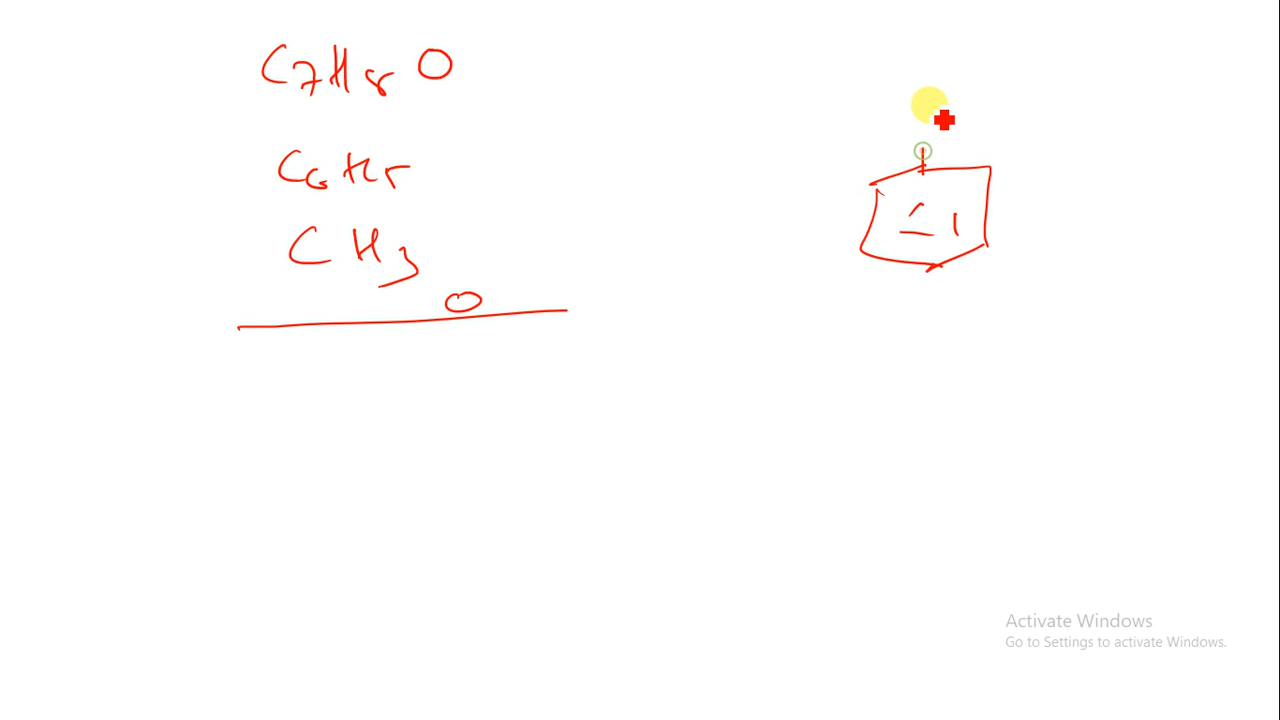 C7H8O
C6H5
CH3
O
Activate Windows
Go to Settings to activate Windows.